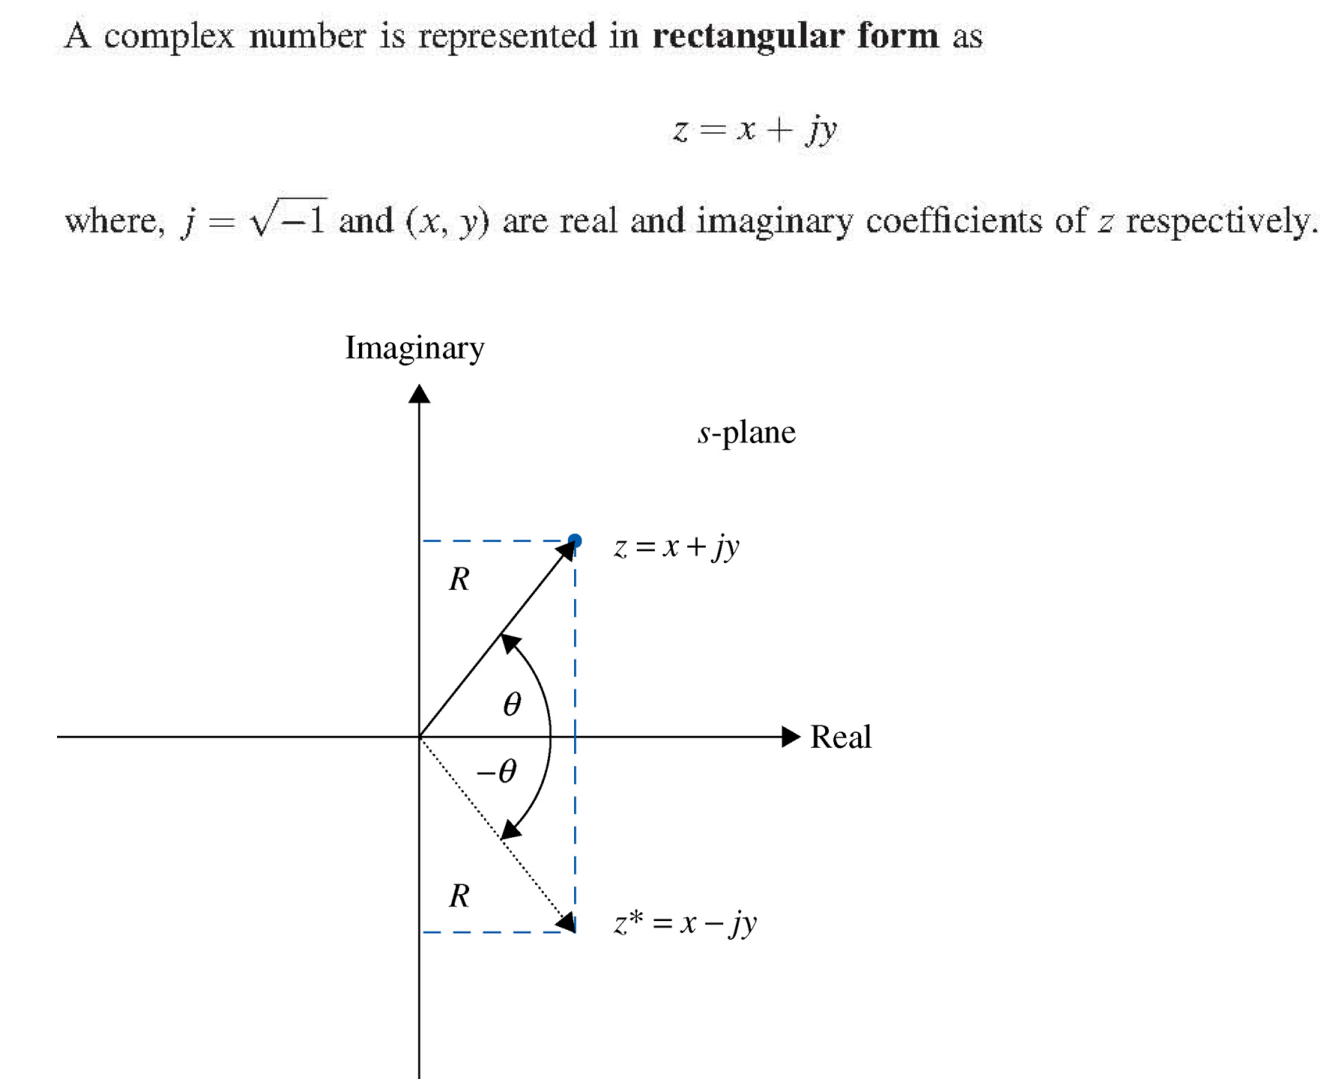 A complex number is represented in rectangular form as
z = x + jy
where, j = √−1 and (x, y) are real and imaginary coefficients of z respectively.
Imaginary
s-plane
z = x + jy
R
θ
Real
−θ
R
z* = x − jy